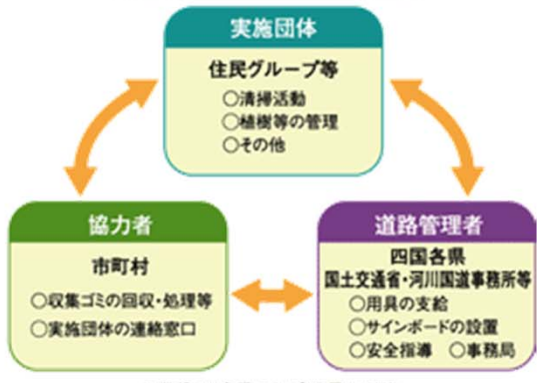 実施団体
住民グループ等
○清掃活動
○植樹等の管理
○その他
協力者
市町村
○収集ゴミの回収・処理等
○実施団体の連絡窓口
道路管理者
四国各県
国土交通省・河川国道事務所等
○用具の支給
○サインボードの設置
○安全指導 ○事務局